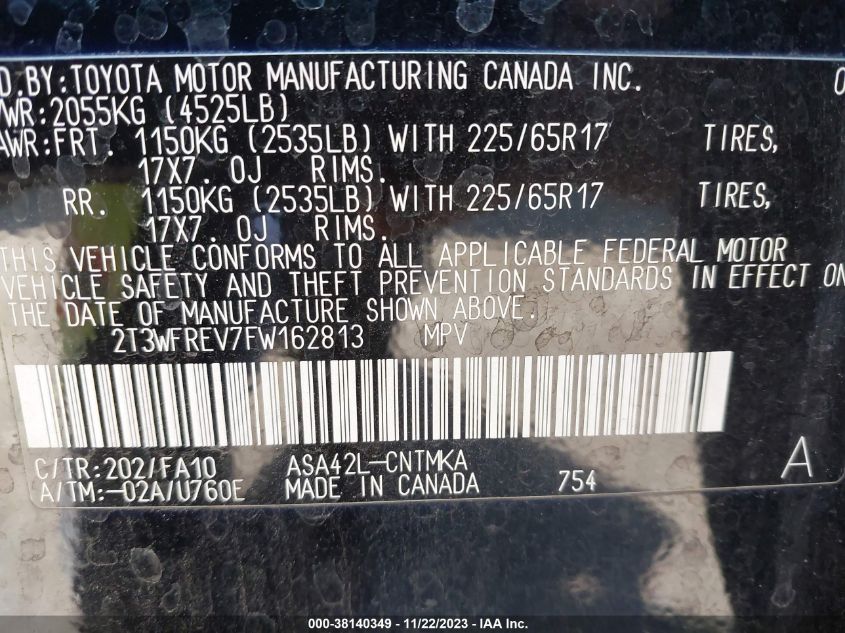 D.BY:TOYOTA MOTOR MANUFACTURING CANADA INC. 0
VWR:2055KG (4525LB)
AWR:FRT. 1150KG (2535LB) WITH 225/65R17 TIRES,
17X7. 0J RIMS.
RR. 1150KG (2535LB) WITH 225/65R17 TIRES,
17X7. 0J RIMS.
THIS VEHICLE CONFORMS TO ALL APPLICABLE FEDERAL MOTOR
VEHICLE SAFETY AND THEFT PREVENTION STANDARDS IN EFFECT ON
THE DATE OF MANUFACTURE SHOWN ABOVE.
2T3WFREV7FW162813 MPV
C/TR:202/FA10 ASA42L-CNTMKA A
A/TM:-02A/U760E MADE IN CANADA 754
000-38140349 - 11/22/2023 - IAA Inc.